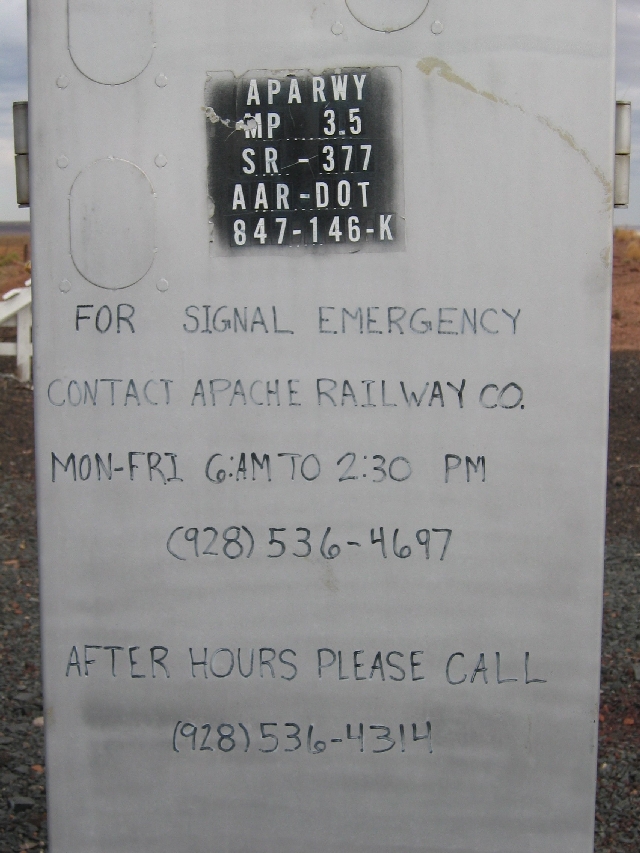 APARWY
MP 3.5
SR - 377
AAR-DOT
847-146-K
FOR SIGNAL EMERGENCY
CONTACT APACHE RAILWAY CO.
MON-FRI 6:AM TO 2:30 PM
(928) 536-4697
AFTER HOURS PLEASE CALL
(928) 536-4314